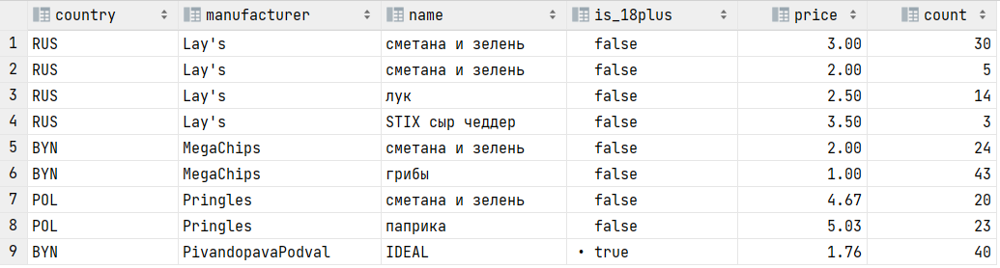 country manufacturer name is_18plus price count
1 RUS Lay's сметана и зелень false 3.00 30
2 RUS Lay's сметана и зелень false 2.00 5
3 RUS Lay's лук false 2.50 14
4 RUS Lay's STIX сыр чеддер false 3.50 3
5 BYN MegaChips сметана и зелень false 2.00 24
6 BYN MegaChips грибы false 1.00 43
7 POL Pringles сметана и зелень false 4.67 20
8 POL Pringles паприка false 5.03 23
9 BYN PivandopavaPodval IDEAL • true 1.76 40